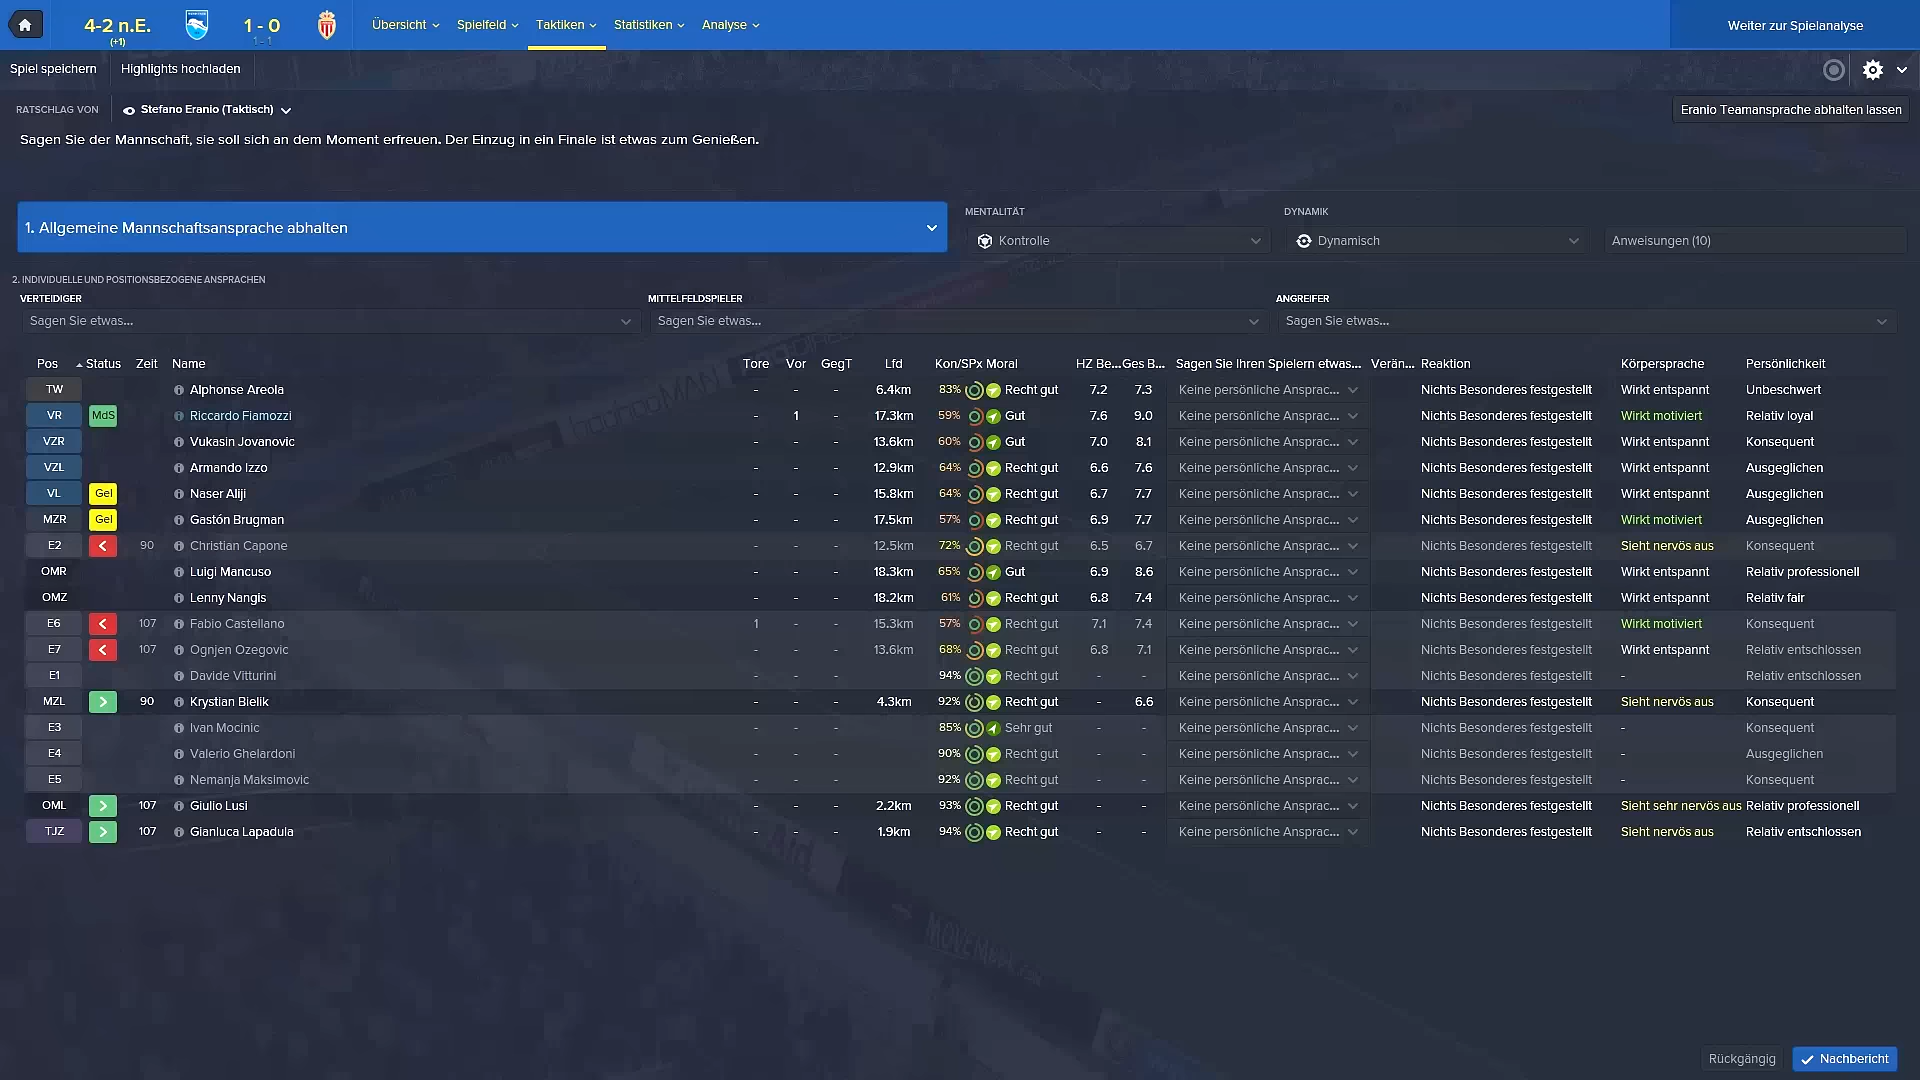 4-2 n.E. 1 - 0 Übersicht Spielfeld Taktiken Statistiken Analyse Weiter zur Spielanalyse
(+1) 1 - 1
Spiel speichern Highlights hochladen
RATSCHLAG VON Stefano Eranio (Taktisch) Eranio Teamansprache abhalten lassen
Sagen Sie der Mannschaft, sie soll sich an dem Moment erfreuen. Der Einzug in ein Finale ist etwas zum Genießen.
MENTALITÄT DYNAMIK
1. Allgemeine Mannschaftsansprache abhalten Kontrolle Dynamisch Anweisungen (10)
2. INDIVIDUELLE UND POSITIONSBEZOGENE ANSPRACHEN
VERTEIDIGER MITTELFELDSPIELER ANGREIFER
Sagen Sie etwas... Sagen Sie etwas... Sagen Sie etwas...
Pos Status Zeit Name Tore Vor GegT Lfd Kon/SPx Moral HZ Be... Ges B... Sagen Sie Ihren Spielern etwas... Verän... Reaktion Körpersprache Persönlichkeit
TW Alphonse Areola - - - 6.4km 83% Recht gut 7.2 7.3 Keine persönliche Ansprac... Nichts Besonderes festgestellt Wirkt entspannt Unbeschwert
VR MdS Riccardo Fiamozzi - 1 - 17.3km 59% Gut 7.6 9.0 Keine persönliche Ansprac... Nichts Besonderes festgestellt Wirkt motiviert Relativ loyal
VZR Vukasin Jovanovic - - - 13.6km 60% Gut 7.0 8.1 Keine persönliche Ansprac... Nichts Besonderes festgestellt Wirkt entspannt Konsequent
VZL Armando Izzo - - - 12.9km 64% Recht gut 6.6 7.6 Keine persönliche Ansprac... Nichts Besonderes festgestellt Wirkt entspannt Ausgeglichen
VL Gel Naser Aliji - - - 15.8km 64% Recht gut 6.7 7.7 Keine persönliche Ansprac... Nichts Besonderes festgestellt Wirkt entspannt Ausgeglichen
MZR Gel Gastón Brugman - - - 17.5km 57% Recht gut 6.9 7.7 Keine persönliche Ansprac... Nichts Besonderes festgestellt Wirkt motiviert Ausgeglichen
E2 90 Christian Capone - - - 12.5km 72% Recht gut 6.5 6.7 Keine persönliche Ansprac... Nichts Besonderes festgestellt Sieht nervös aus Konsequent
OMR Luigi Mancuso - - - 18.3km 65% Gut 6.9 8.6 Keine persönliche Ansprac... Nichts Besonderes festgestellt Wirkt entspannt Relativ professionell
OMZ Lenny Nangis - - - 18.2km 61% Recht gut 6.8 7.4 Keine persönliche Ansprac... Nichts Besonderes festgestellt Wirkt entspannt Relativ fair
E6 107 Fabio Castellano 1 - - 15.3km 57% Recht gut 7.1 7.4 Keine persönliche Ansprac... Nichts Besonderes festgestellt Wirkt motiviert Konsequent
E7 107 Ognjen Ozegovic - - - 13.6km 68% Recht gut 6.8 7.1 Keine persönliche Ansprac... Nichts Besonderes festgestellt Wirkt entspannt Relativ entschlossen
E1 Davide Vitturini - - - 94% Recht gut - - Keine persönliche Ansprac... Nichts Besonderes festgestellt - Relativ entschlossen
MZL 90 Krystian Bielik - - - 4.3km 92% Recht gut - 6.6 Keine persönliche Ansprac... Nichts Besonderes festgestellt Sieht nervös aus Konsequent
E3 Ivan Mocinic - - - 85% Sehr gut - - Keine persönliche Ansprac... Nichts Besonderes festgestellt - Konsequent
E4 Valerio Ghelardoni - - - 90% Recht gut - - Keine persönliche Ansprac... Nichts Besonderes festgestellt - Ausgeglichen
E5 Nemanja Maksimovic - - - 92% Recht gut - - Keine persönliche Ansprac... Nichts Besonderes festgestellt - Konsequent
OML 107 Giulio Lusi - - - 2.2km 93% Recht gut - - Keine persönliche Ansprac... Nichts Besonderes festgestellt Sieht sehr nervös aus Relativ professionell
TJZ 107 Gianluca Lapadula - - - 1.9km 94% Recht gut - - Keine persönliche Ansprac... Nichts Besonderes festgestellt Sieht nervös aus Relativ entschlossen
Rückgängig Nachbericht